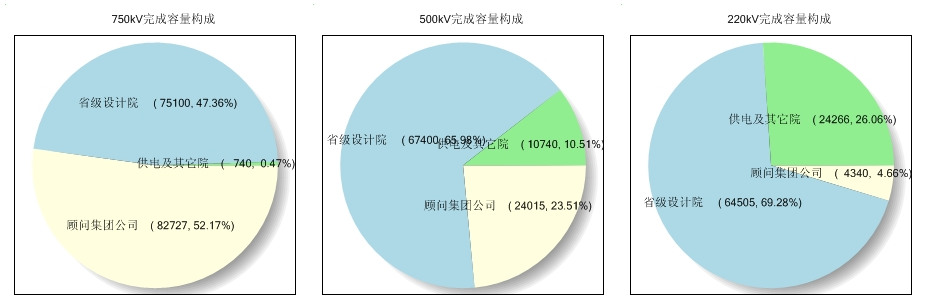 750kV完成容量构成
省级设计院 ( 75100, 47.36%)
供电及其它院 ( 740, 0.47%)
顾问集团公司 ( 82727, 52.17%)
500kV完成容量构成
省级设计院 ( 67400, 65.98%)
供电及其它院 ( 10740, 10.51%)
顾问集团公司 ( 24015, 23.51%)
220kV完成容量构成
供电及其它院 ( 24266, 26.06%)
顾问集团公司 ( 4340, 4.66%)
省级设计院 ( 64505, 69.28%)